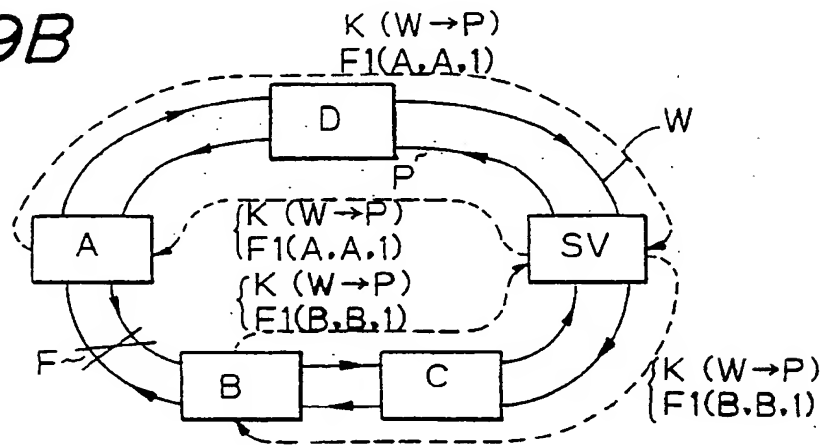 9B
K (W→P)
F1(A.A.1)
D
W
P
A
K (W→P)
F1(A.A.1)
SV
K (W→P)
F1(B.B.1)
F
B
C
K (W→P)
F1(B.B.1)